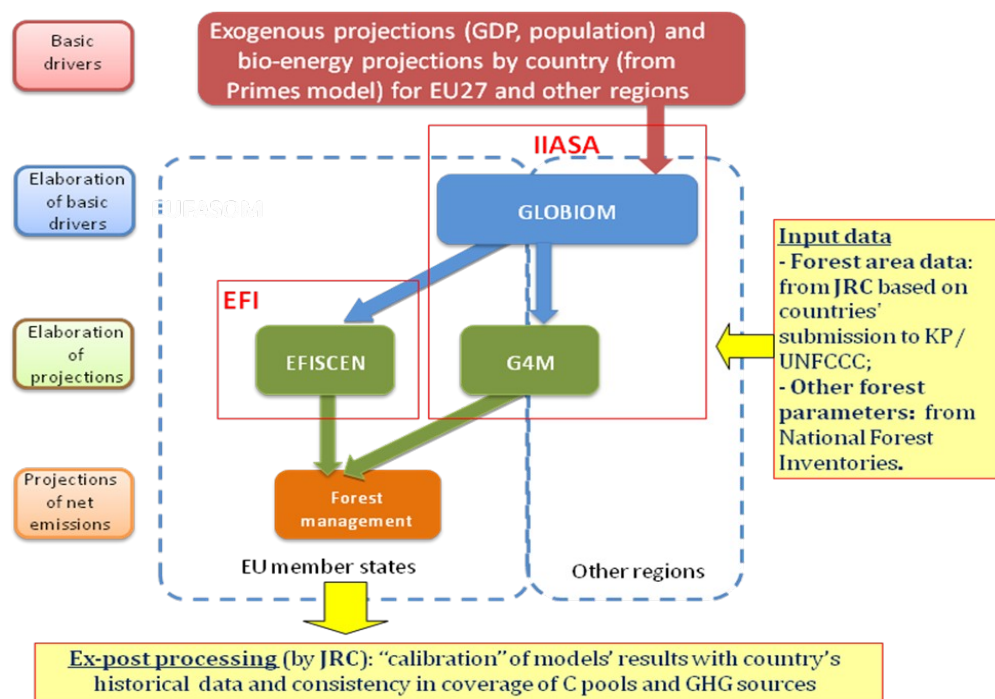 Basic
drivers
Exogenous projections (GDP, population) and
bio-energy projections by country (from
Primes model) for EU27 and other regions
IIASA
Elaboration
of basic
drivers
GLOBIOM
Input data
- Forest area data:
from JRC based on
countries'
submission to KP/
UNFCCC;
- Other forest
parameters: from
National Forest
Inventories.
EFI
Elaboration
of
projections
EFISCEN
G4M
Projections
of net
emissions
Forest
management
EU member states
Other regions
Ex-post processing (by JRC): “calibration” of models’ results with country’s
historical data and consistency in coverage of C pools and GHG sources